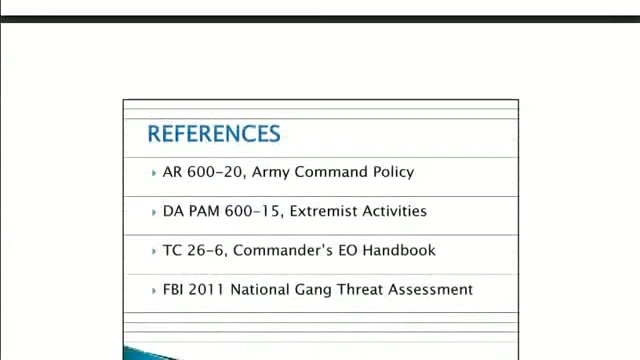 REFERENCES
AR 600-20, Army Command Policy
DA PAM 600-15, Extremist Activities
TC 26-6, Commander's EO Handbook
FBI 2011 National Gang Threat Assessment